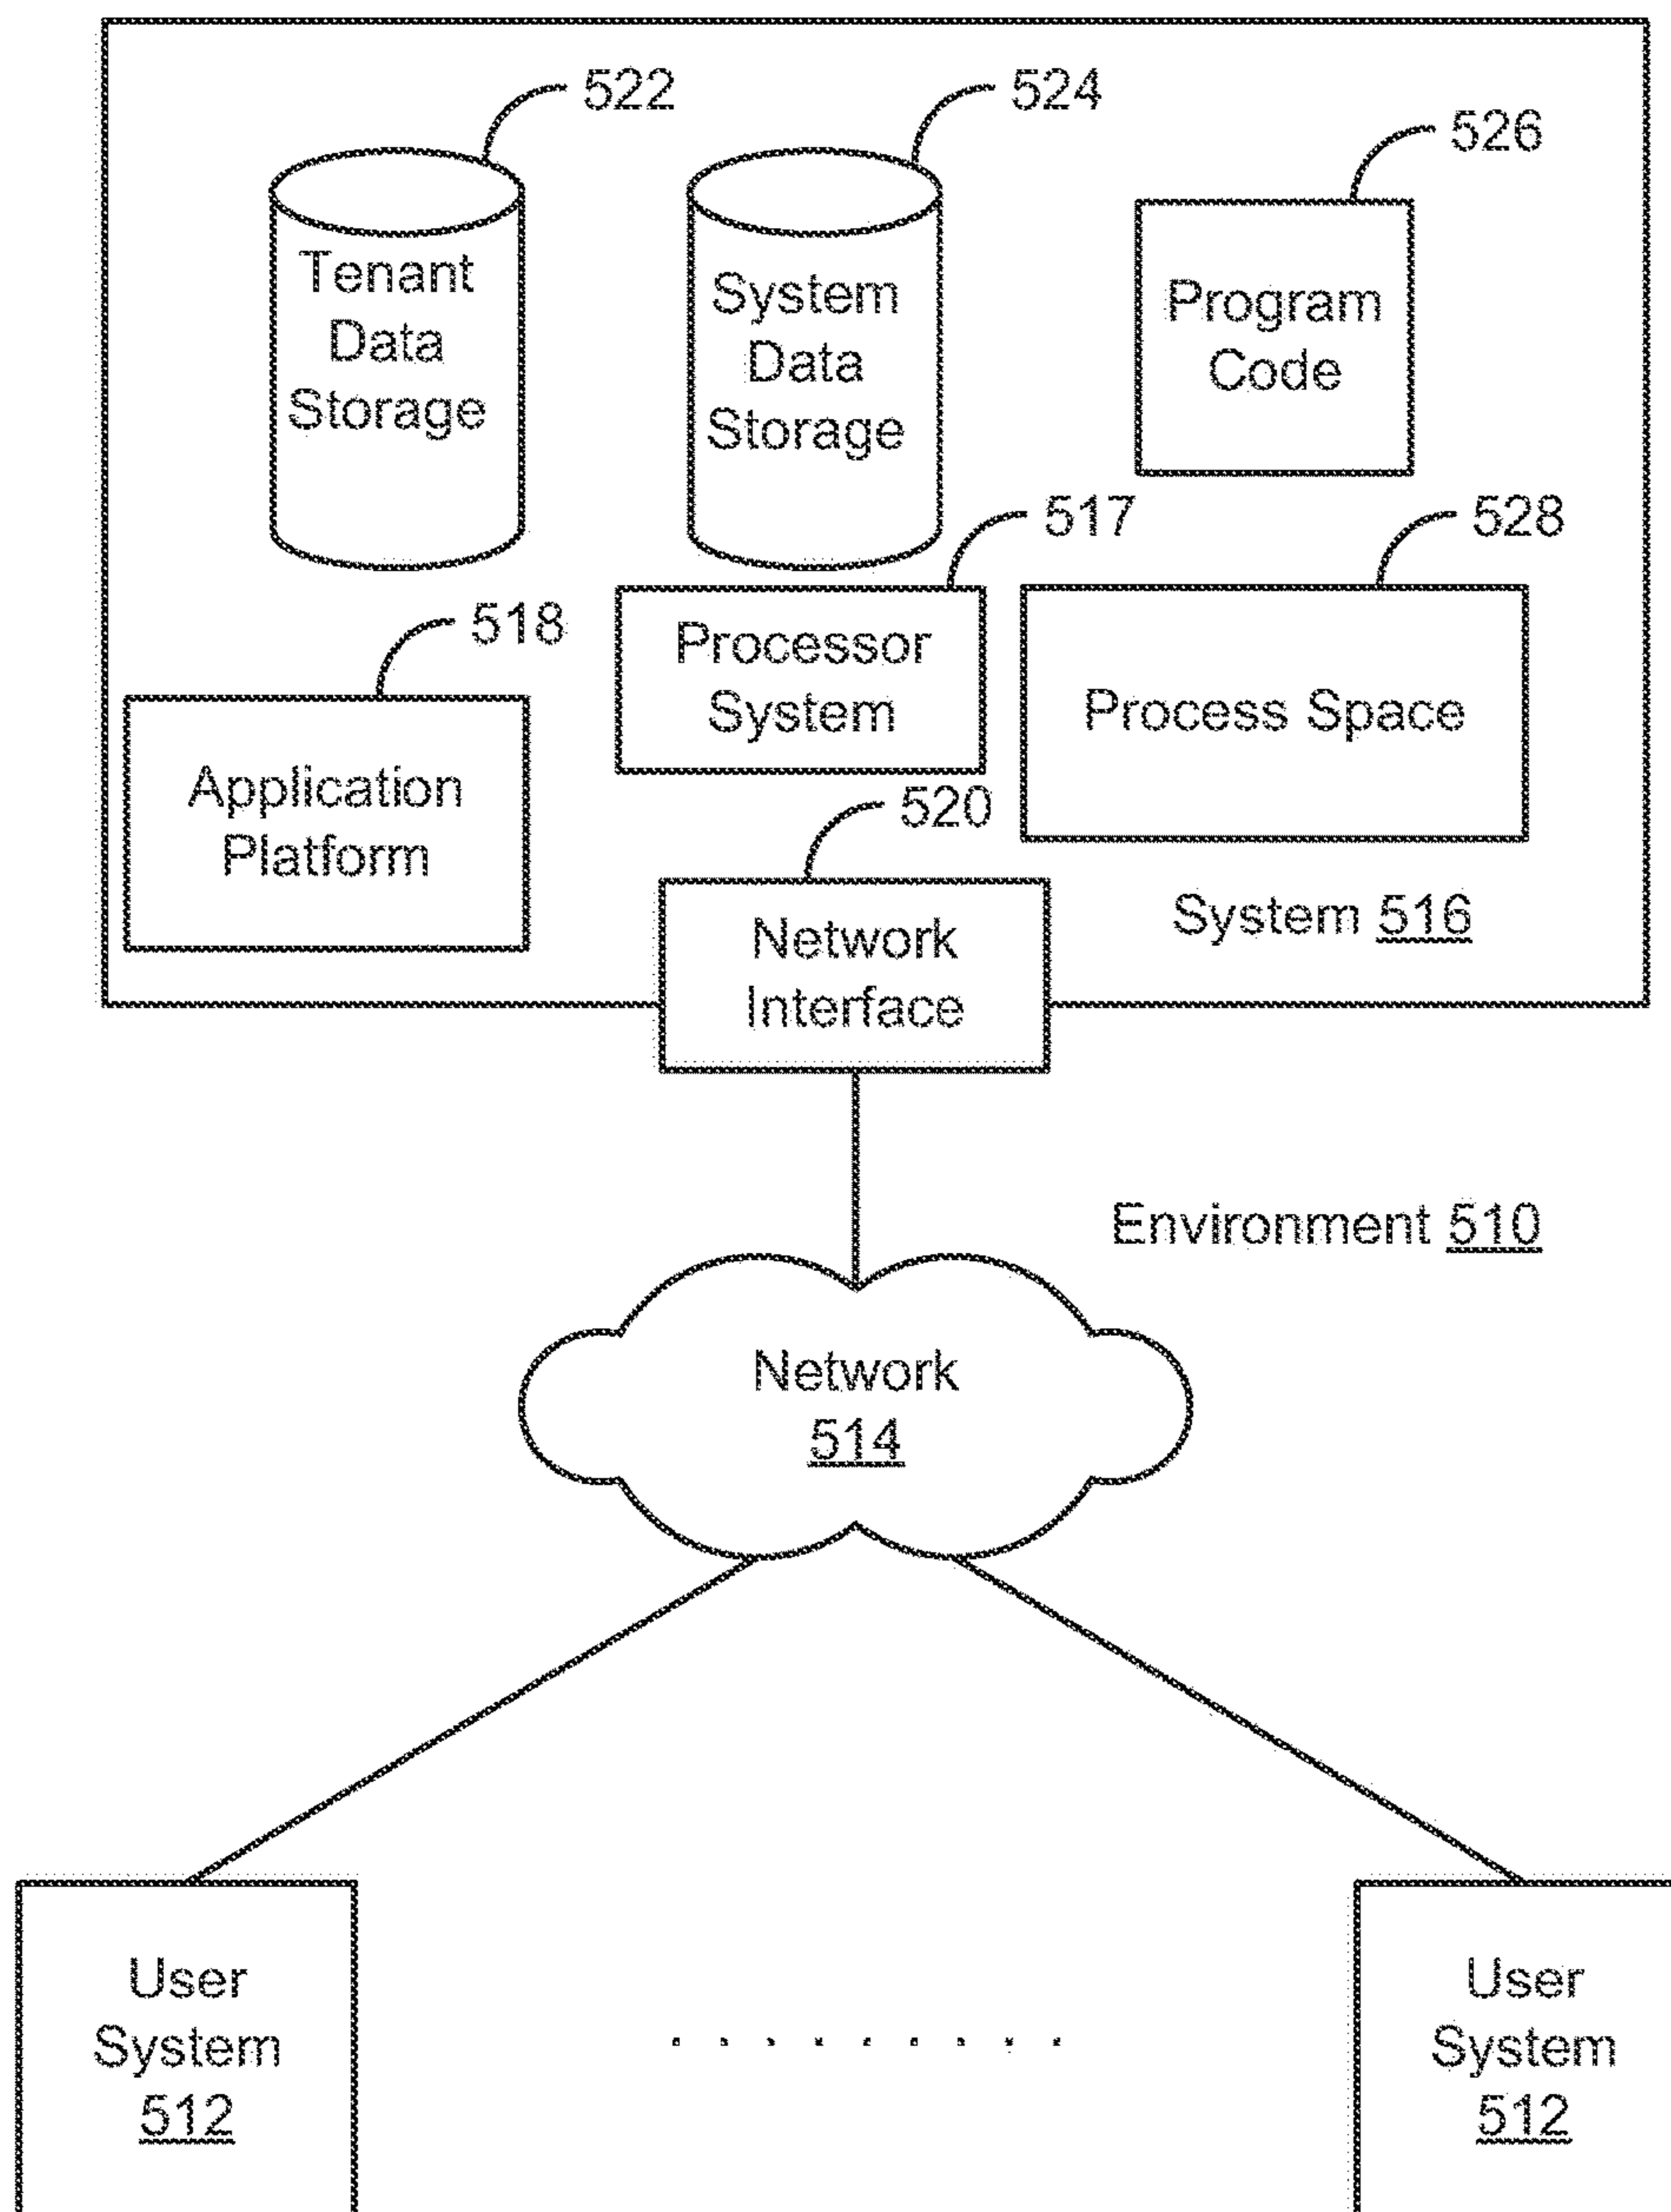 522
524
526
Tenant
Data
Storage
System
Data
Storage
Program
Code
517
528
518
Processor
System
Process Space
Application
Platform
520
Network
Interface
System 516
Environment 510
Network
514
User
System
512
User
System
512